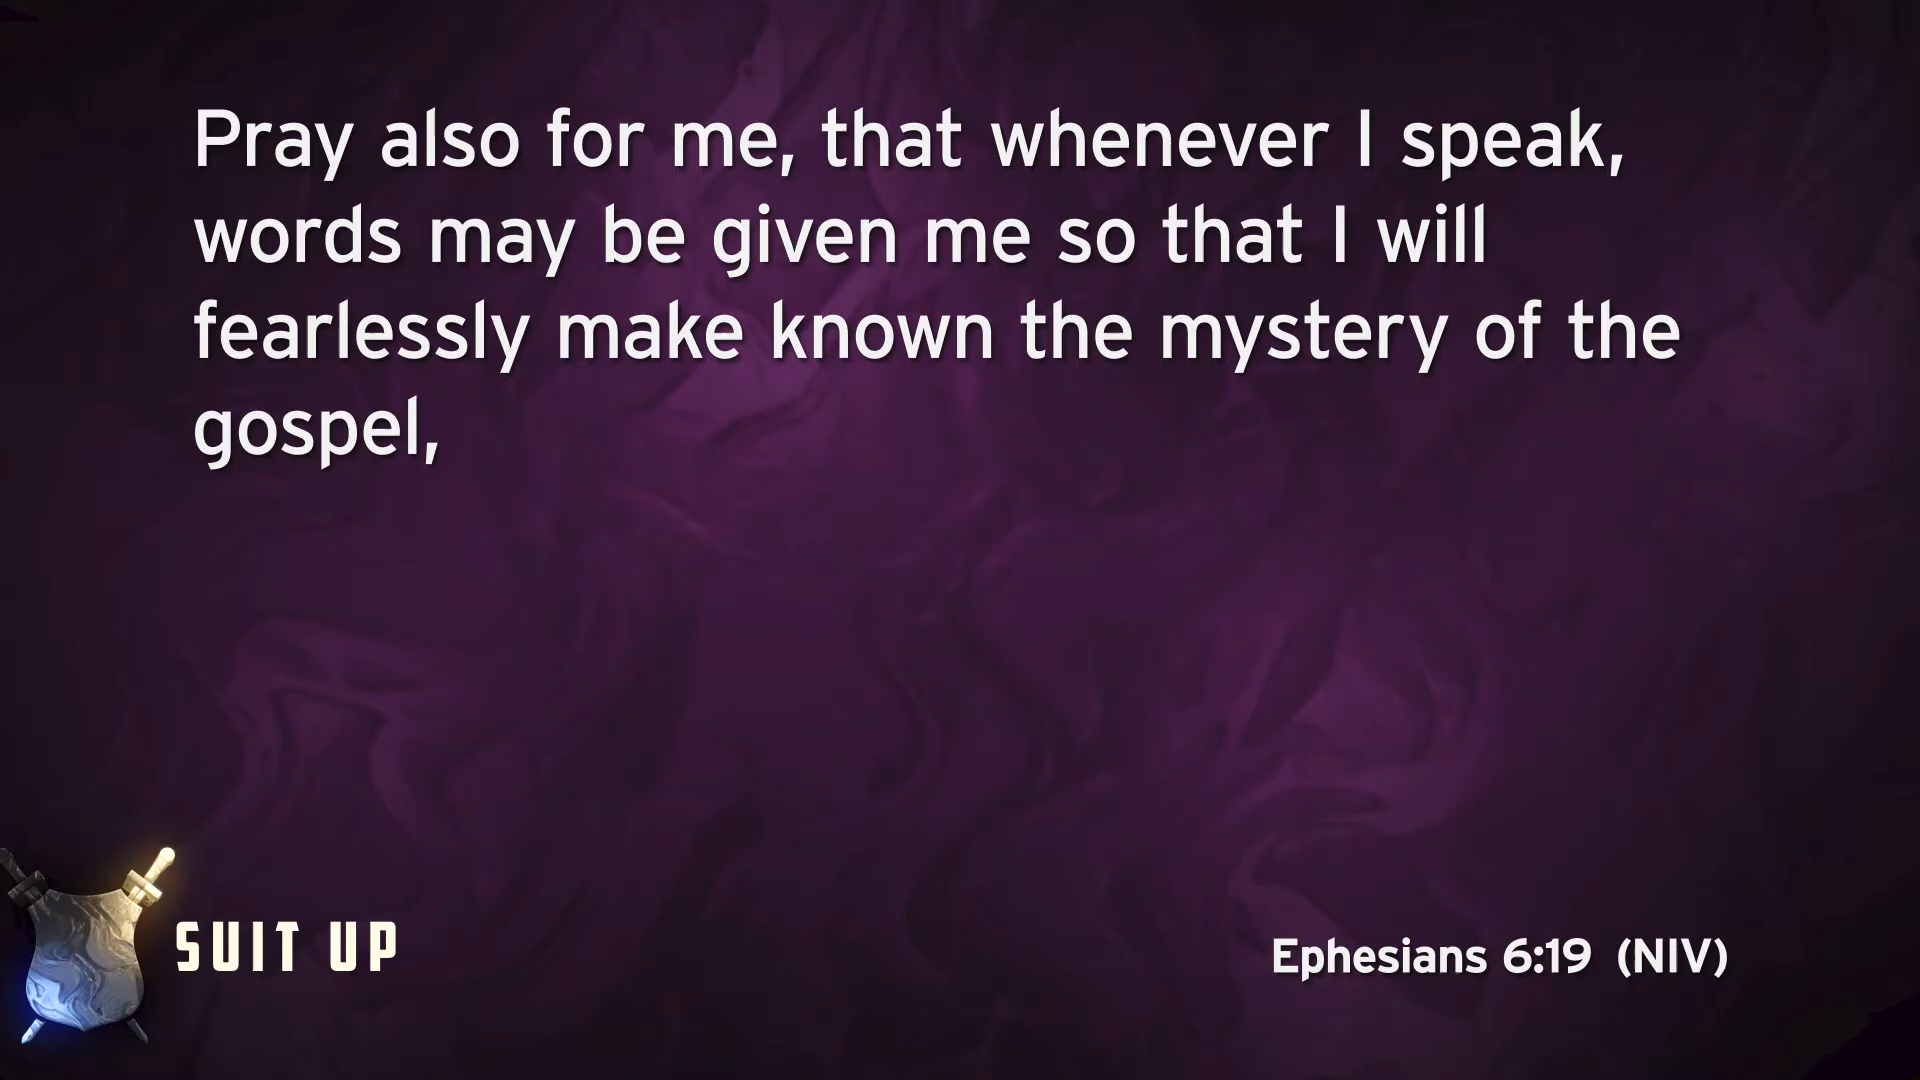 Pray also for me, that whenever I speak,
words may be given me so that I will
fearlessly make known the mystery of the
gospel,
SUIT UP
Ephesians 6:19 (NIV)